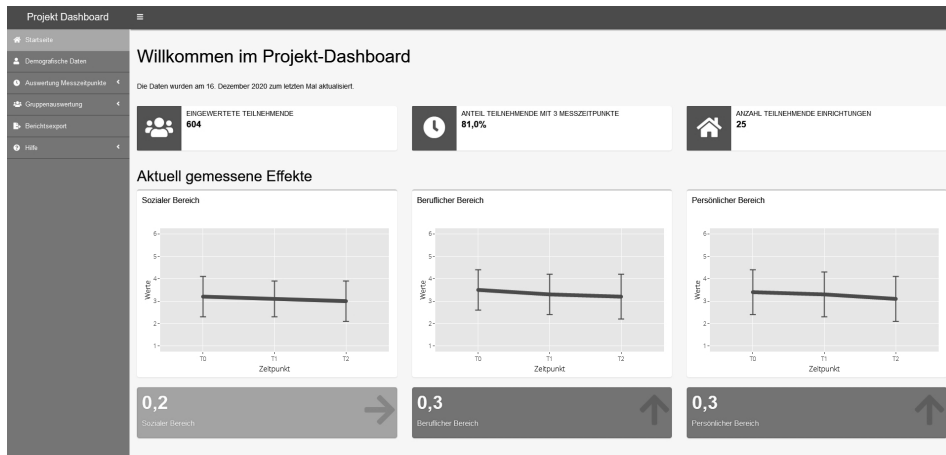 Projekt Dashboard
Startseite
Demografische Daten
Auswertung Messzeitpunkte
Gruppenauswertung
Berichtsexport
Hilfe
Willkommen im Projekt-Dashboard
Die Daten wurden am 16. Dezember 2020 zum letzten Mal aktualisiert.
EINGEWERTETE TEILNEHMENDE
604
ANTEIL TEILNEHMENDE MIT 3 MESSZEITPUNKTE
81,0%
ANZAHL TEILNEHMENDE EINRICHTUNGEN
25
Aktuell gemessene Effekte
Sozialer Bereich
6
5
4
3
2
1
Werte
T0 T1 T2
Zeitpunkt
Beruflicher Bereich
6
5
4
3
2
1
Werte
T0 T1 T2
Zeitpunkt
Persönlicher Bereich
6
5
4
3
2
1
Werte
T0 T1 T2
Zeitpunkt
0,2
Sozialer Bereich
0,3
Beruflicher Bereich
0,3
Persönlicher Bereich